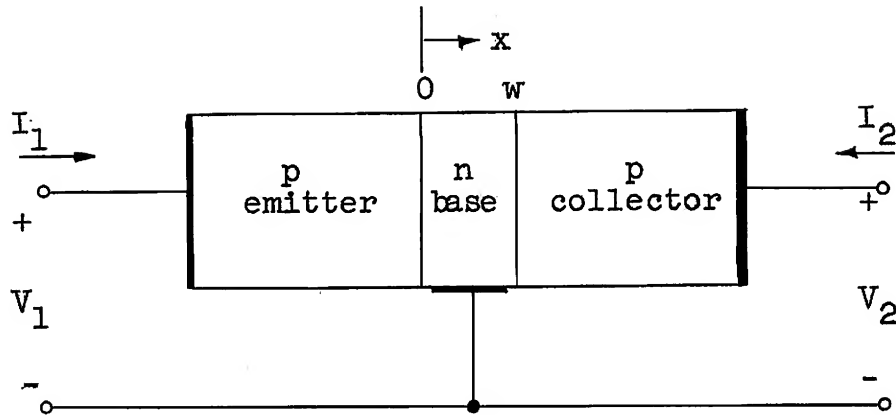 x
0 w
I₁ I₂
p n p
emitter base collector
+ +
V₁ V₂
- -